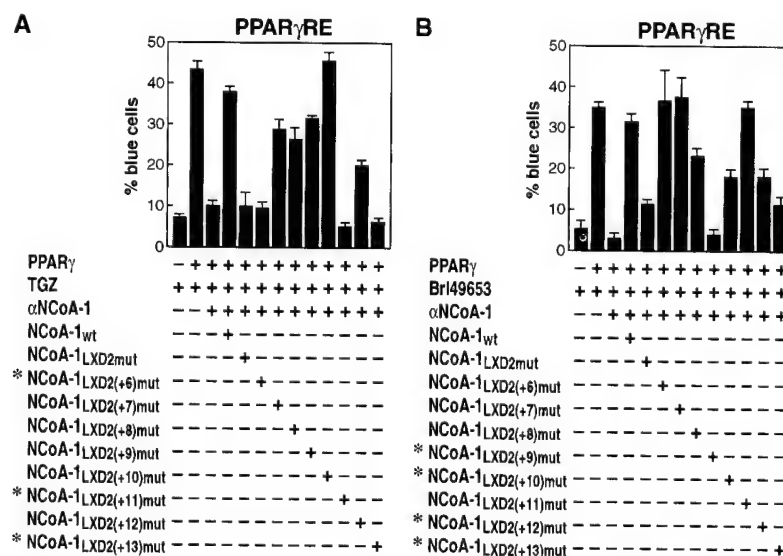 A
PPARγRE
% blue cells
50
40
30
20
10
0
PPARγ − + + + + + + + + + + + +
TGZ + + + + + + + + + + + + +
αNCoA-1 − − + + + + + + + + + + +
NCoA-1wt − − − + − − − − − − − − −
NCoA-1LXD2mut − − − − + − − − − − − − −
* NCoA-1LXD2(+6)mut − − − − − + − − − − − − −
NCoA-1LXD2(+7)mut − − − − − − + − − − − − −
NCoA-1LXD2(+8)mut − − − − − − − + − − − − −
NCoA-1LXD2(+9)mut − − − − − − − − + − − − −
NCoA-1LXD2(+10)mut − − − − − − − − − + − − −
* NCoA-1LXD2(+11)mut − − − − − − − − − − + − −
NCoA-1LXD2(+12)mut − − − − − − − − − − − + −
* NCoA-1LXD2(+13)mut − − − − − − − − − − − − +
B
PPARγRE
% blue cells
50
40
30
20
10
0
PPARγ − + + + + + + + + + + + +
Brl49653 + + + + + + + + + + + + +
αNCoA-1 − − + + + + + + + + + + +
NCoA-1wt − − − + − − − − − − − − −
NCoA-1LXD2mut − − − − + − − − − − − − −
NCoA-1LXD2(+6)mut − − − − − + − − − − − − −
NCoA-1LXD2(+7)mut − − − − − − + − − − − − −
NCoA-1LXD2(+8)mut − − − − − − − + − − − − −
* NCoA-1LXD2(+9)mut − − − − − − − − + − − − −
* NCoA-1LXD2(+10)mut − − − − − − − − − + − − −
NCoA-1LXD2(+11)mut − − − − − − − − − − + − −
* NCoA-1LXD2(+12)mut − − − − − − − − − − − + −
* NCoA-1LXD2(+13)mut − − − − − − − − − − − − +